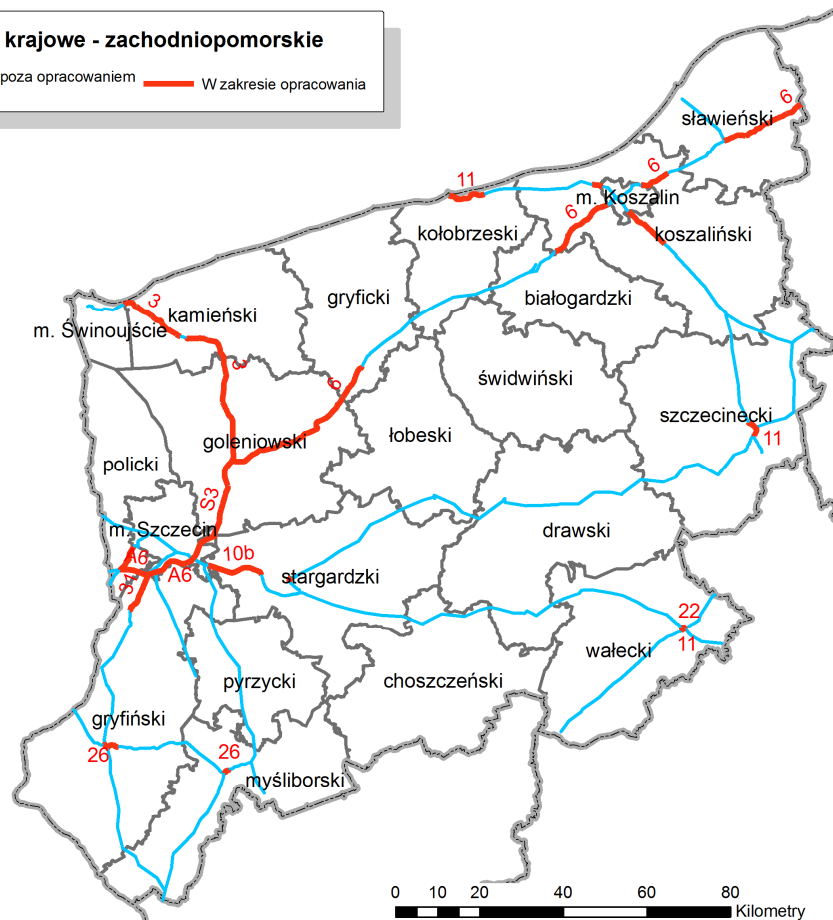 krajowe - zachodniopomorskie
poza opracowaniem
W zakresie opracowania
6
sławieński
6
11
m. Koszalin
6
kołobrzeski
koszaliński
gryficki
białogardzki
3
kamieński
m. Świnoujście
3
6
świdwiński
szczecinecki
11
goleniowski
łobeski
policki
S3
m. Szczecin
drawski
A6
10b
A6
stargardzki
31
22
11
wałecki
pyrzycki
choszczeński
gryfiński
26
26
myśliborski
0 10 20 40 60 80
Kilometry